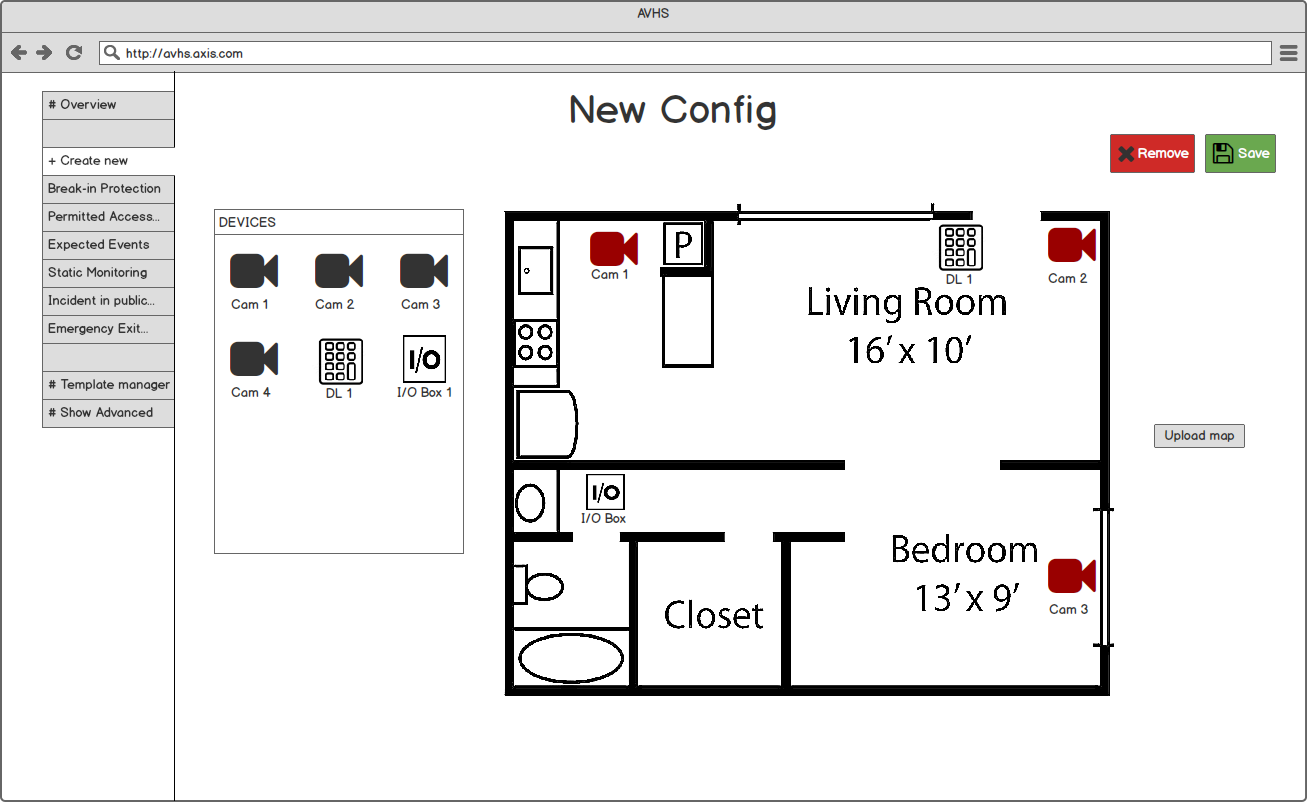 AVHS
http://avhs.axis.com
# Overview
+ Create new
Break-in Protection
Permitted Access...
Expected Events
Static Monitoring
Incident in public...
Emergency Exit...
# Template manager
# Show Advanced
New Config
Remove
Save
DEVICES
Cam 1
Cam 2
Cam 3
Cam 4
DL 1
I/O
I/O Box 1
Cam 1
P
DL 1
Cam 2
Living Room
16' x 10'
Upload map
I/O
I/O Box
Bedroom
13' x 9'
Cam 3
Closet